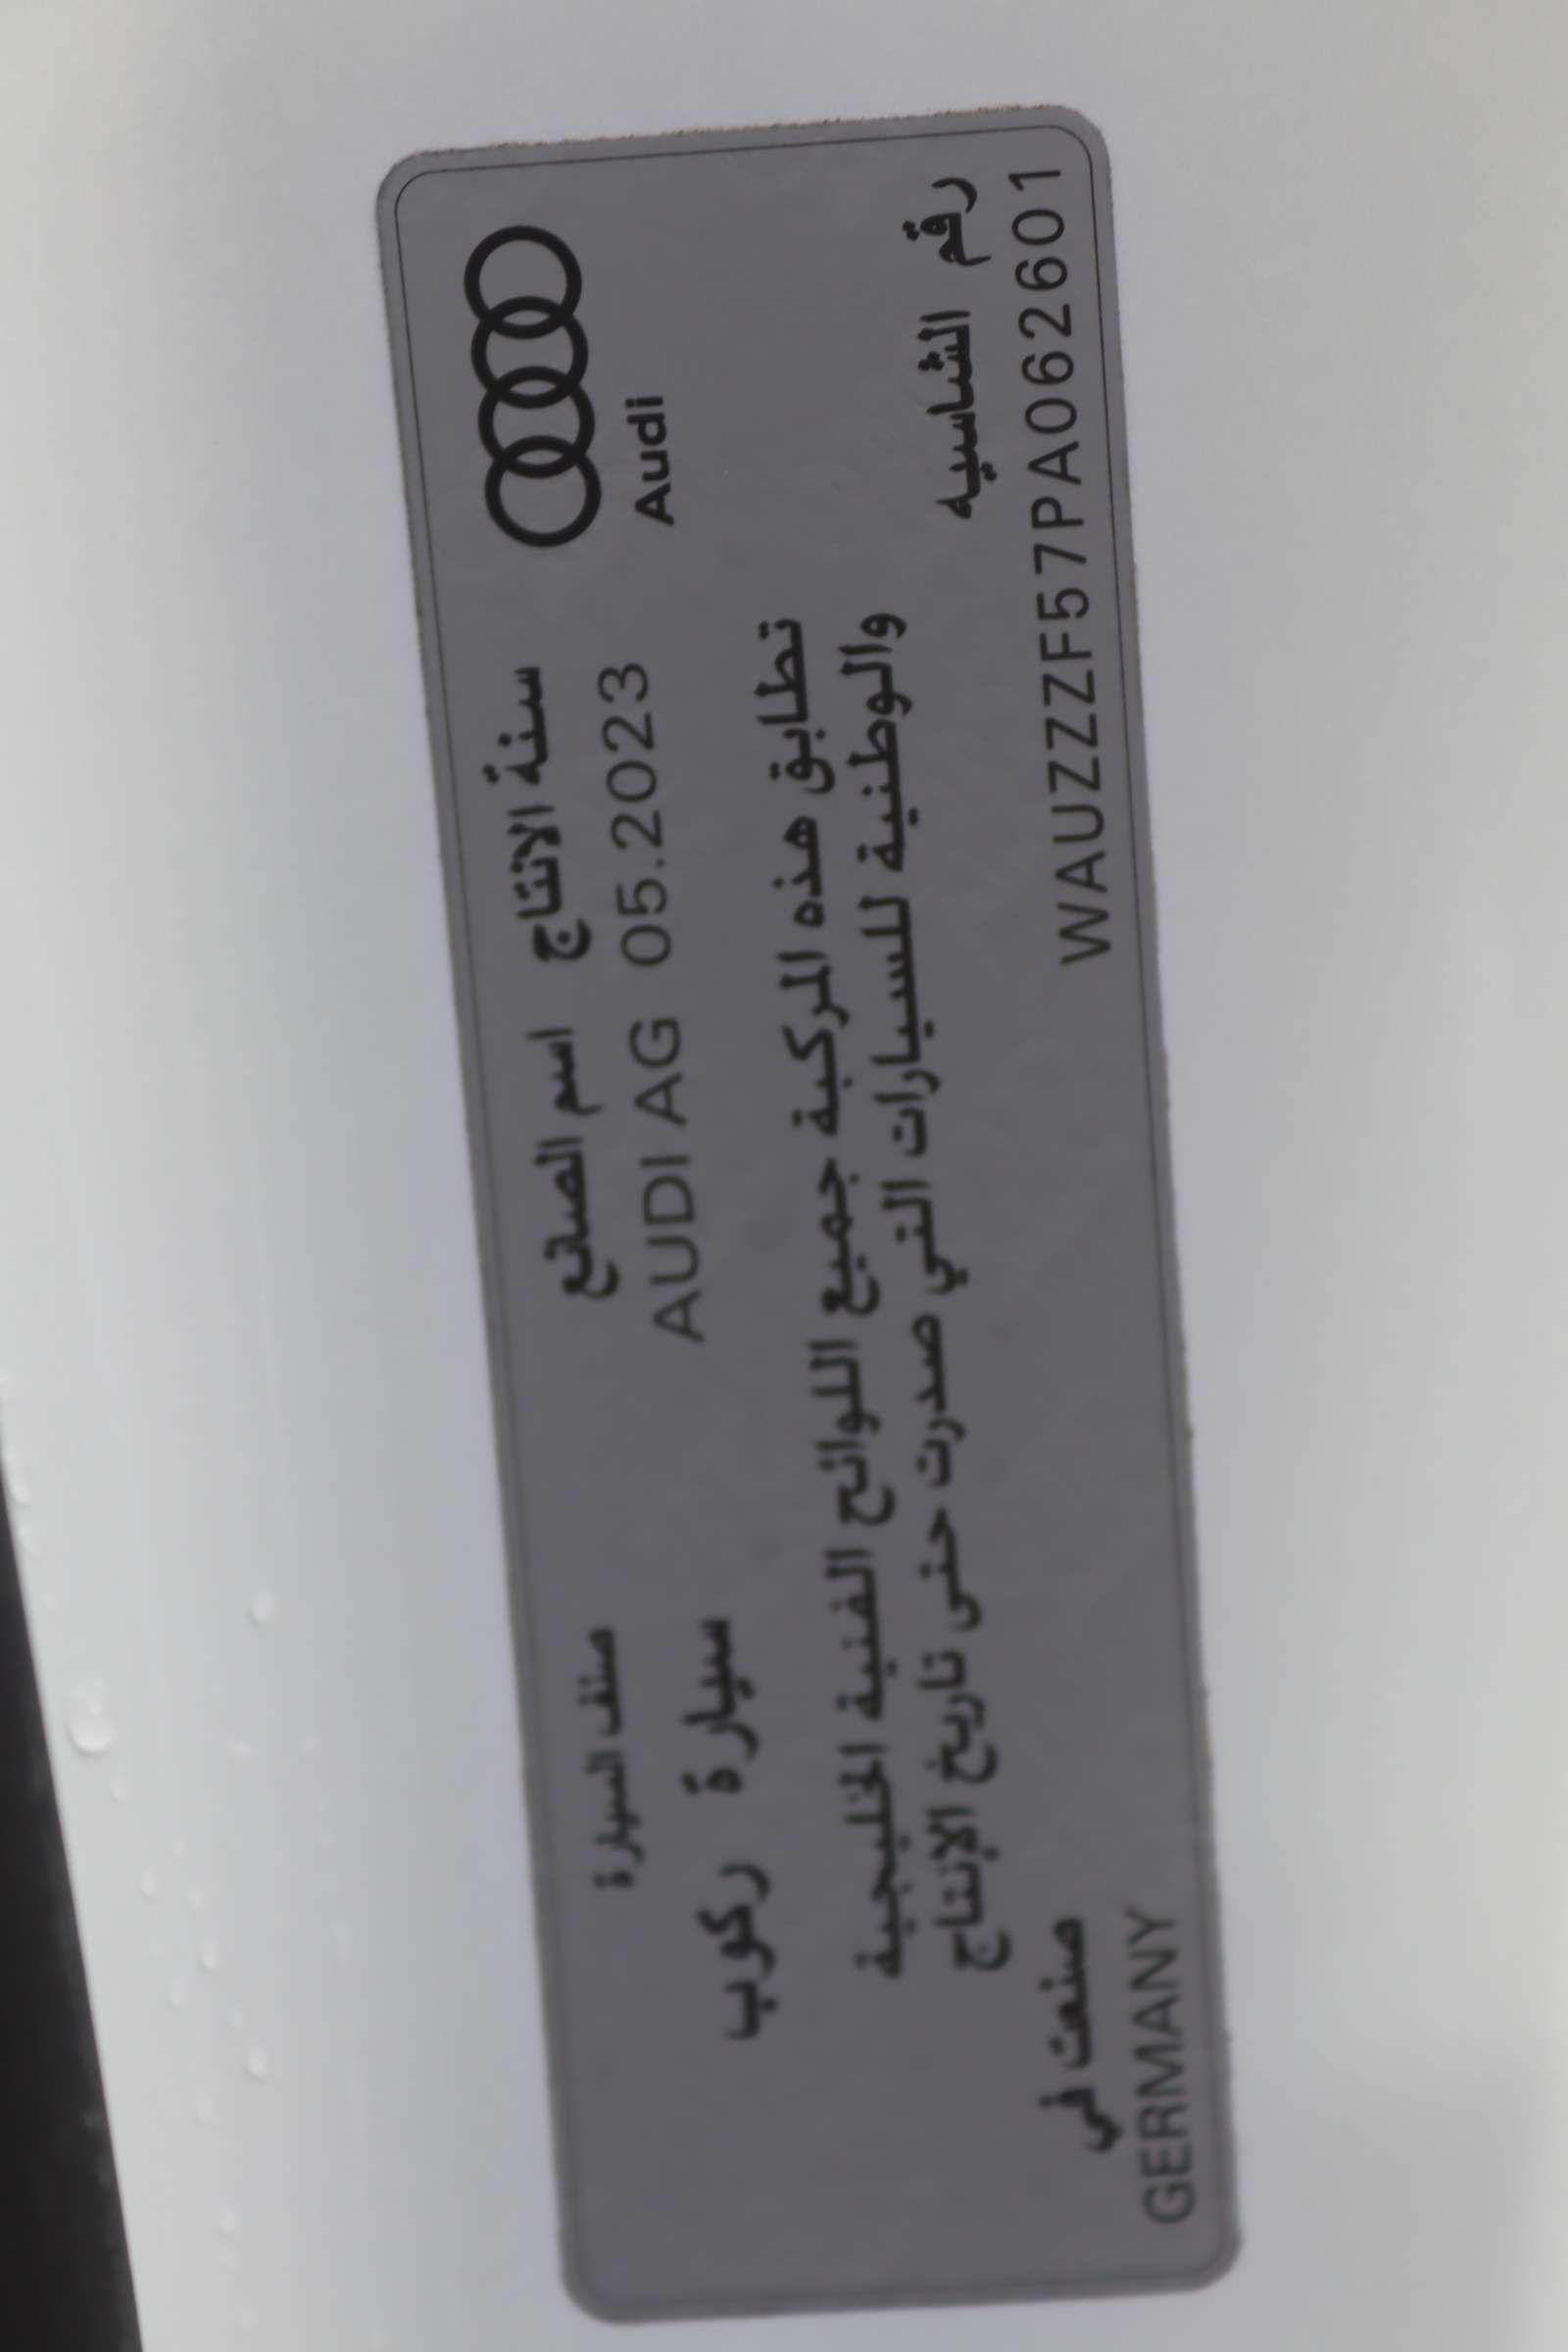 Audi
سنة الانتاج
05.2023
اسم الصانع
AUDI AG
صنف السيارة
سيارة ركوب
تطابق هذه المركبة جميع اللوائح الفنية الخليجية
والوطنية للسيارات التي صدرت حتى تاريخ الإنتاج
رقم الشاسيه
WAUZZZF57PA062601
صنعت في
GERMANY